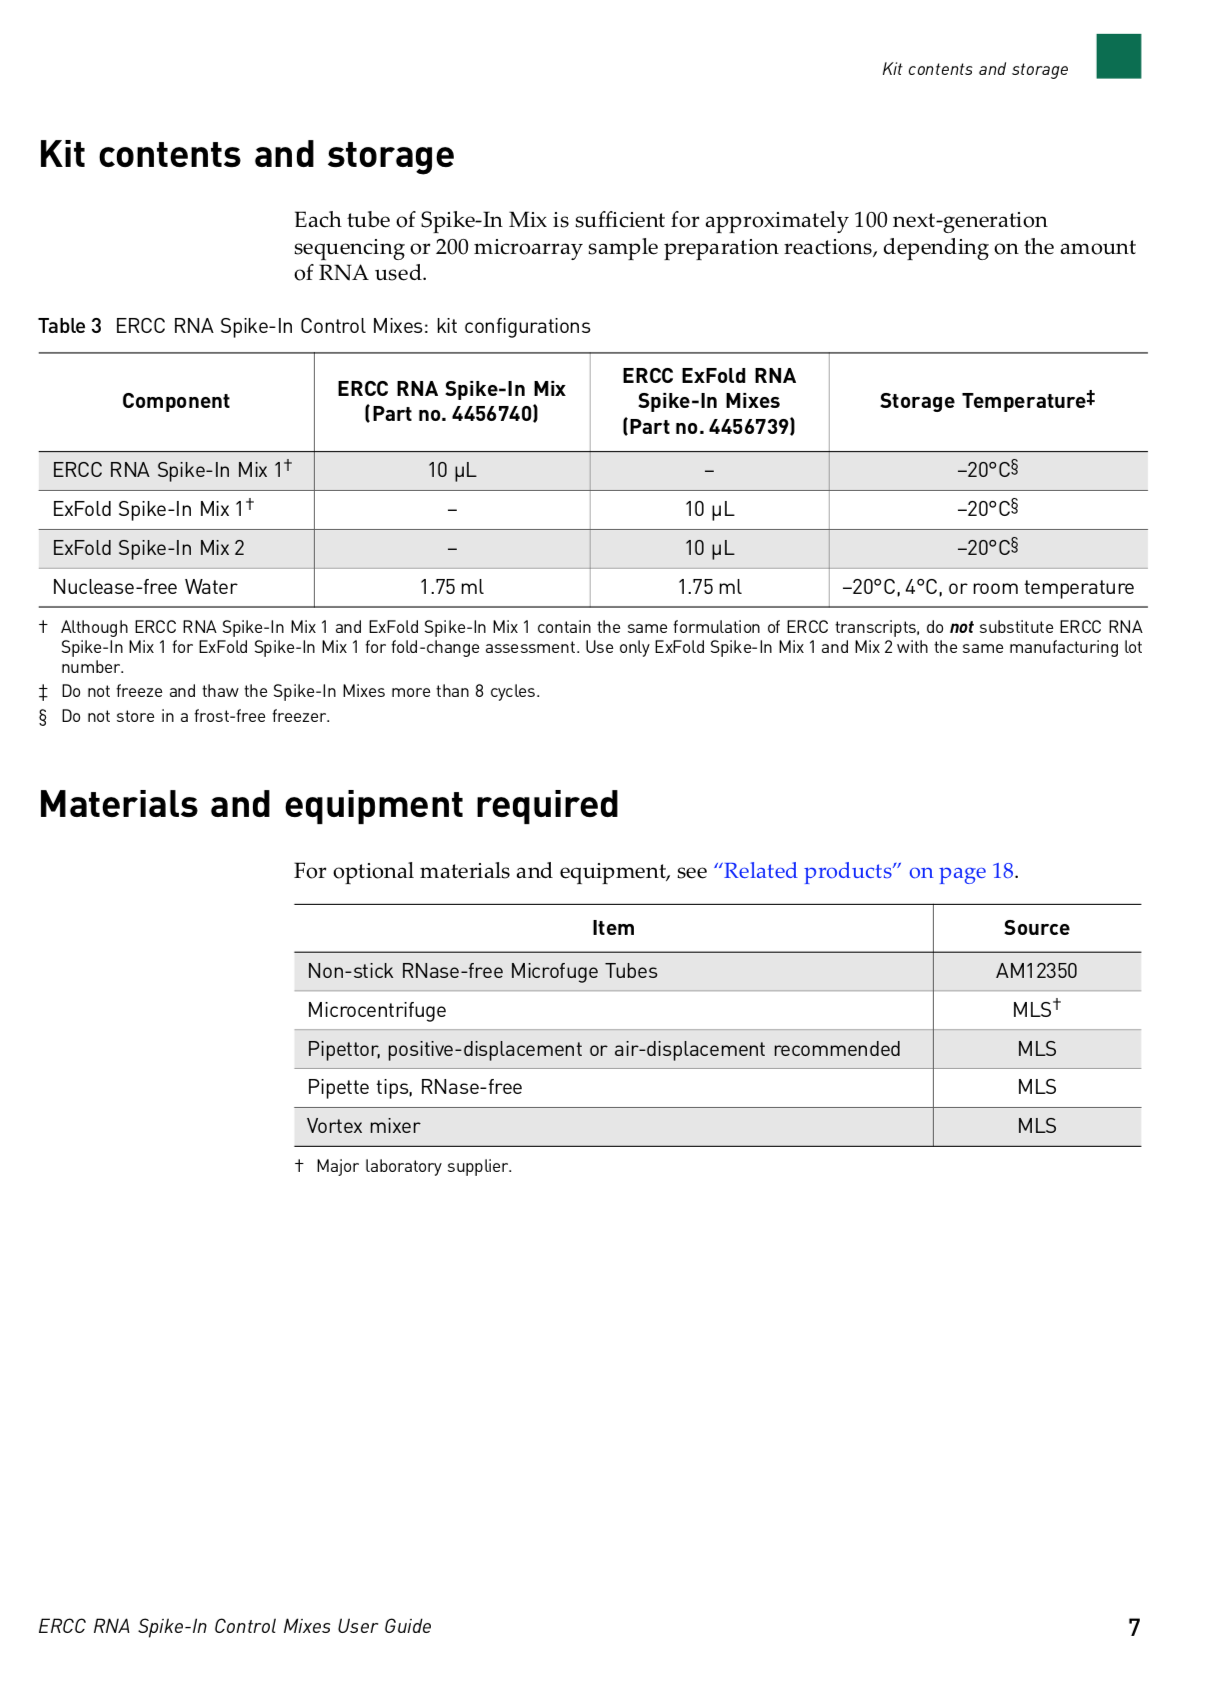 Kit contents and storage
Kit contents and storage
Each tube of Spike-In Mix is sufficient for approximately 100 next-generation
sequencing or 200 microarray sample preparation reactions, depending on the amount
of RNA used.
Table 3 ERCC RNA Spike-In Control Mixes: kit configurations
Component
ERCC RNA Spike-In Mix
(Part no. 4456740)
ERCC ExFold RNA
Spike-In Mixes
(Part no. 4456739)
Storage Temperature‡
ERCC RNA Spike-In Mix 1† 10 µL – –20°C§
ExFold Spike-In Mix 1† – 10 µL –20°C§
ExFold Spike-In Mix 2 – 10 µL –20°C§
Nuclease-free Water 1.75 ml 1.75 ml –20°C, 4°C, or room temperature
† Although ERCC RNA Spike-In Mix 1 and ExFold Spike-In Mix 1 contain the same formulation of ERCC transcripts, do not substitute ERCC RNA
Spike-In Mix 1 for ExFold Spike-In Mix 1 for fold-change assessment. Use only ExFold Spike-In Mix 1 and Mix 2 with the same manufacturing lot
number.
‡ Do not freeze and thaw the Spike-In Mixes more than 8 cycles.
§ Do not store in a frost-free freezer.
Materials and equipment required
For optional materials and equipment, see “Related products” on page 18.
Item Source
Non-stick RNase-free Microfuge Tubes AM12350
Microcentrifuge MLS†
Pipettor, positive-displacement or air-displacement recommended MLS
Pipette tips, RNase-free MLS
Vortex mixer MLS
† Major laboratory supplier.
ERCC RNA Spike-In Control Mixes User Guide 7